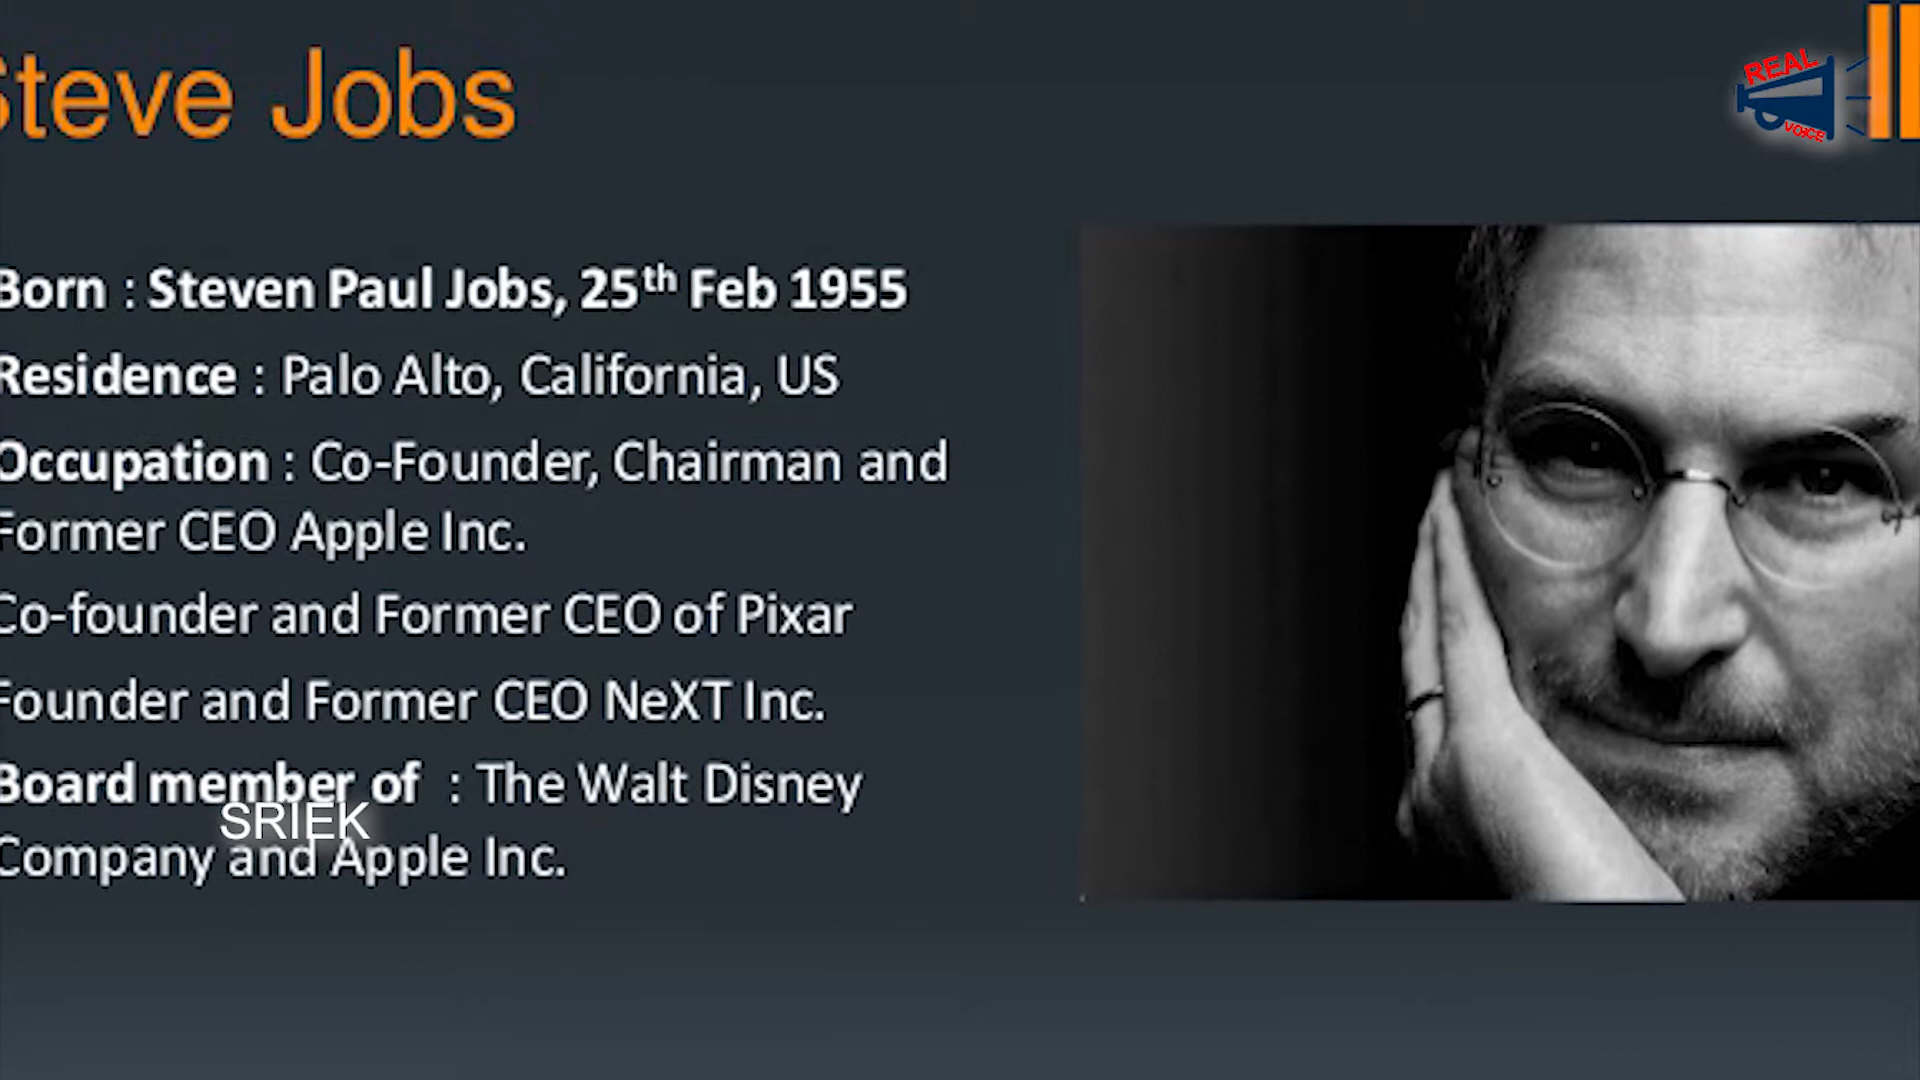 Steve Jobs
REAL
VOICE
Born : Steven Paul Jobs, 25th Feb 1955
Residence : Palo Alto, California, US
Occupation : Co-Founder, Chairman and
Former CEO Apple Inc.
Co-founder and Former CEO of Pixar
Founder and Former CEO NeXT Inc.
Board member of : The Walt Disney
SRIEK
Company and Apple Inc.